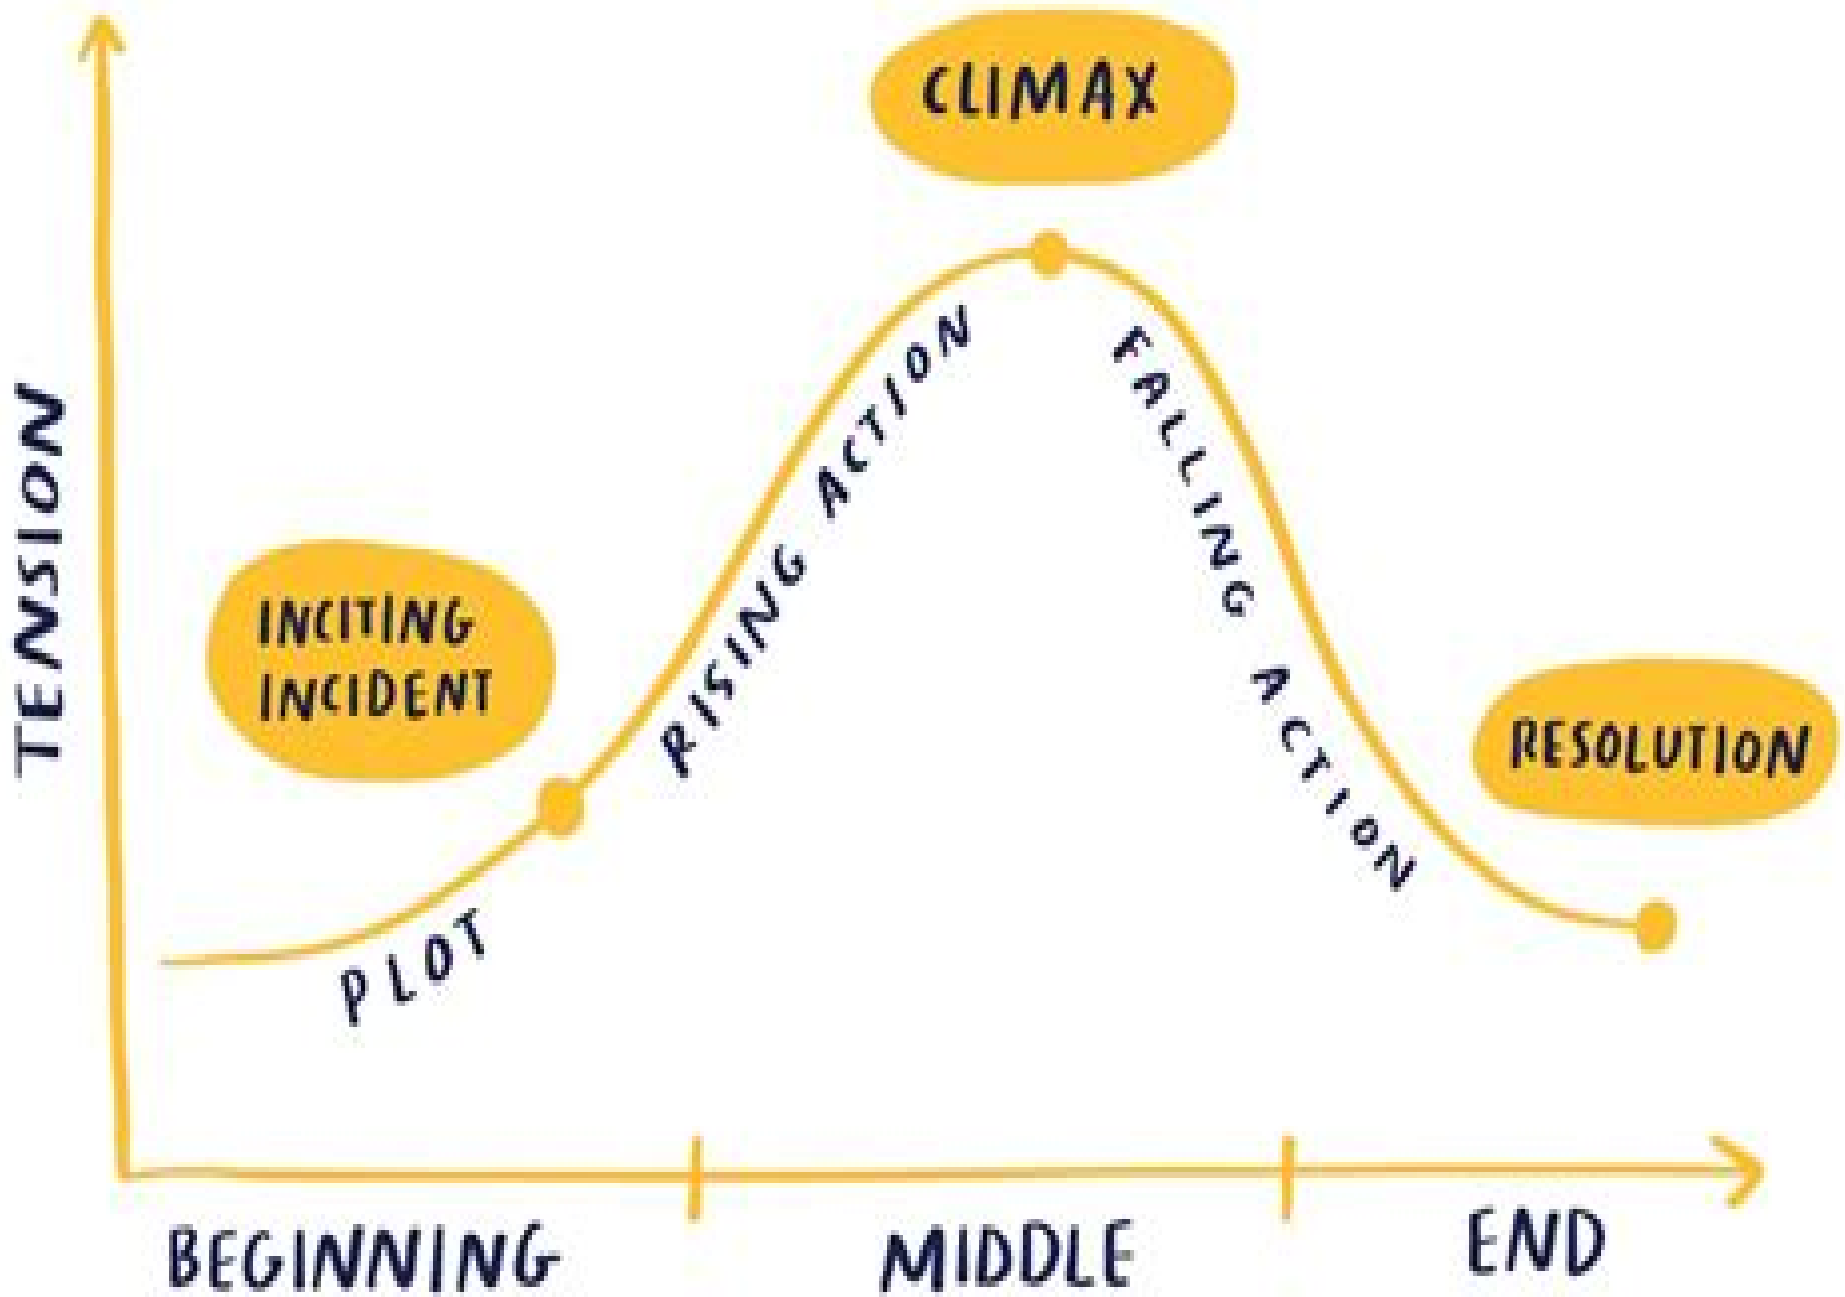 CLIMAX
TENSION
INCITING
INCIDENT
RISING ACTION
FALLING ACTION
RESOLUTION
PLOT
BEGINNING
MIDDLE
END